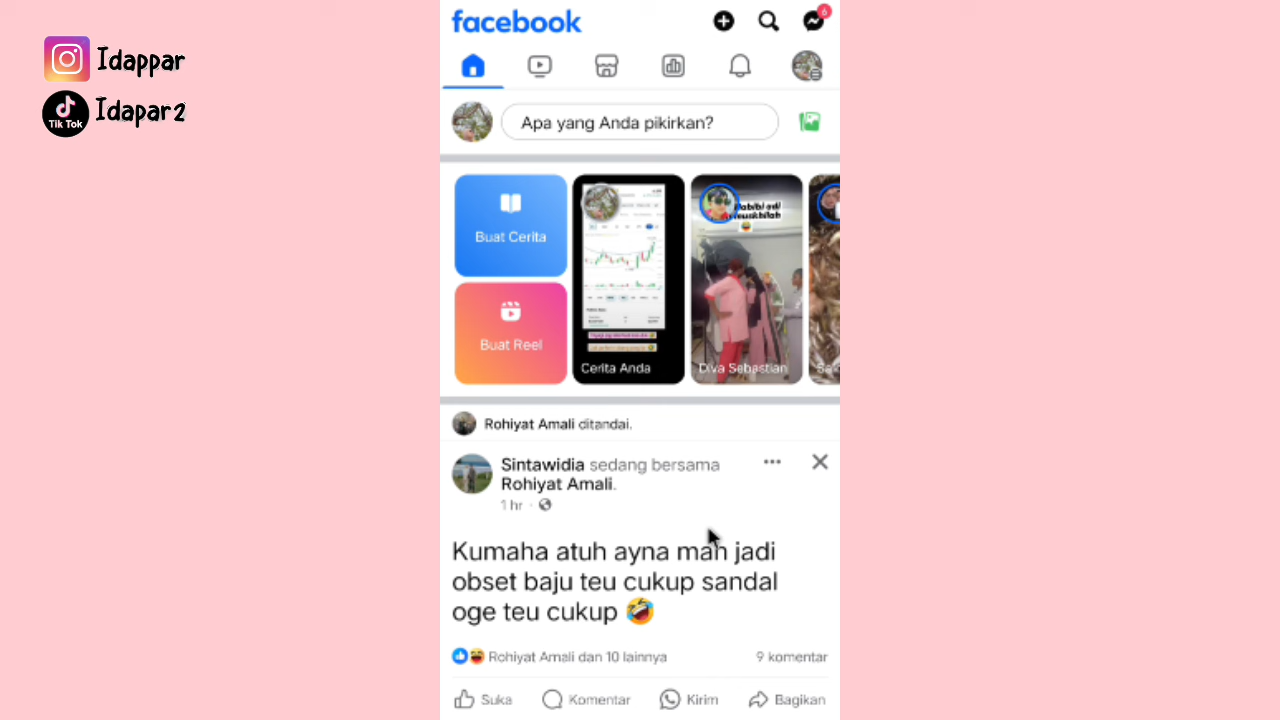 Idappar
Tik Tok
Idapar2
facebook
6
Apa yang Anda pikirkan?
Buat Cerita
Buat Reel
Cerita Anda
Diva Sebastian
Rohiyat Amali ditandai.
Sintawidia sedang bersama
Rohiyat Amali.
1 hr ·
Kumaha atuh ayna mah jadi
obset baju teu cukup sandal
oge teu cukup 🤣
Rohiyat Amali dan 10 lainnya
9 komentar
Suka
Komentar
Kirim
Bagikan